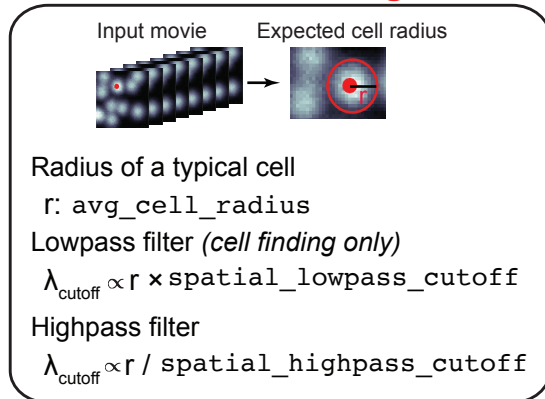 Input movie
Expected cell radius
r
Radius of a typical cell
r: avg_cell_radius
Lowpass filter (cell finding only)
λcutoff ∝ r × spatial_lowpass_cutoff
Highpass filter
λcutoff ∝ r / spatial_highpass_cutoff